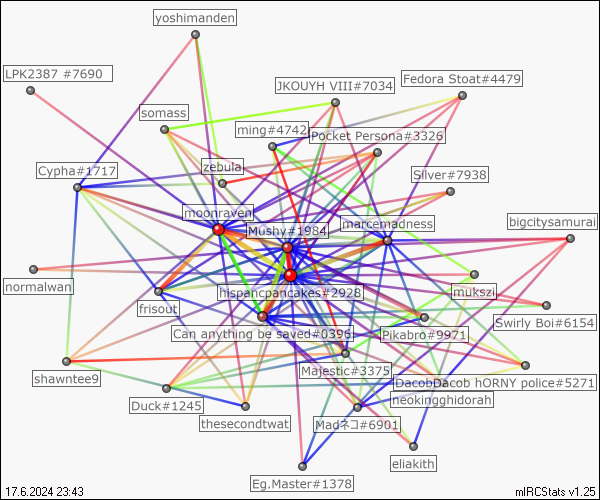 yoshimanden
LPK2387 #7690
JKOUYH VIII#7034
Fedora Stoat#4479
somass
ming#4742
Pocket Persona#3326
Cypha#1717
zebula
Silver#7938
moonraven
Mushy#1984
marcemadness
bigcitysamurai
normalwan
hispancpancakes#2928
mukszi
frisout
Can anything be saved#0396
Pikabro#9971
Swirly Boi#6154
shawntee9
Majestic#3375
DacobDacob hORNY police#5271
Duck#1245
neokingghidorah
thesecondtwat
Madネコ#6901
eliakith
Eg.Master#1378
17.6.2024 23:43
mIRCStats v1.25